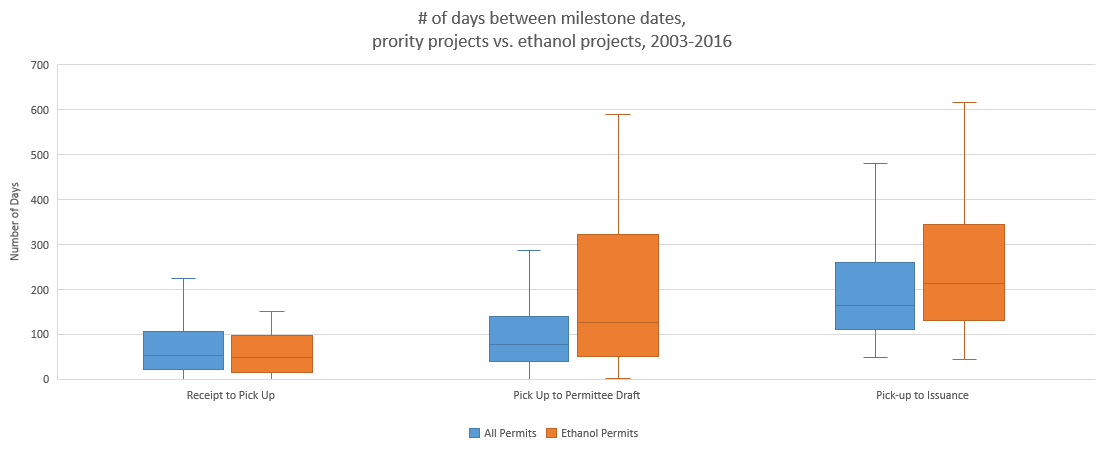 # of days between milestone dates,
prority projects vs. ethanol projects, 2003-2016
700
600
500
400
300
200
100
0
Number of Days
Receipt to Pick Up
Pick Up to Permittee Draft
Pick-up to Issuance
All Permits
Ethanol Permits